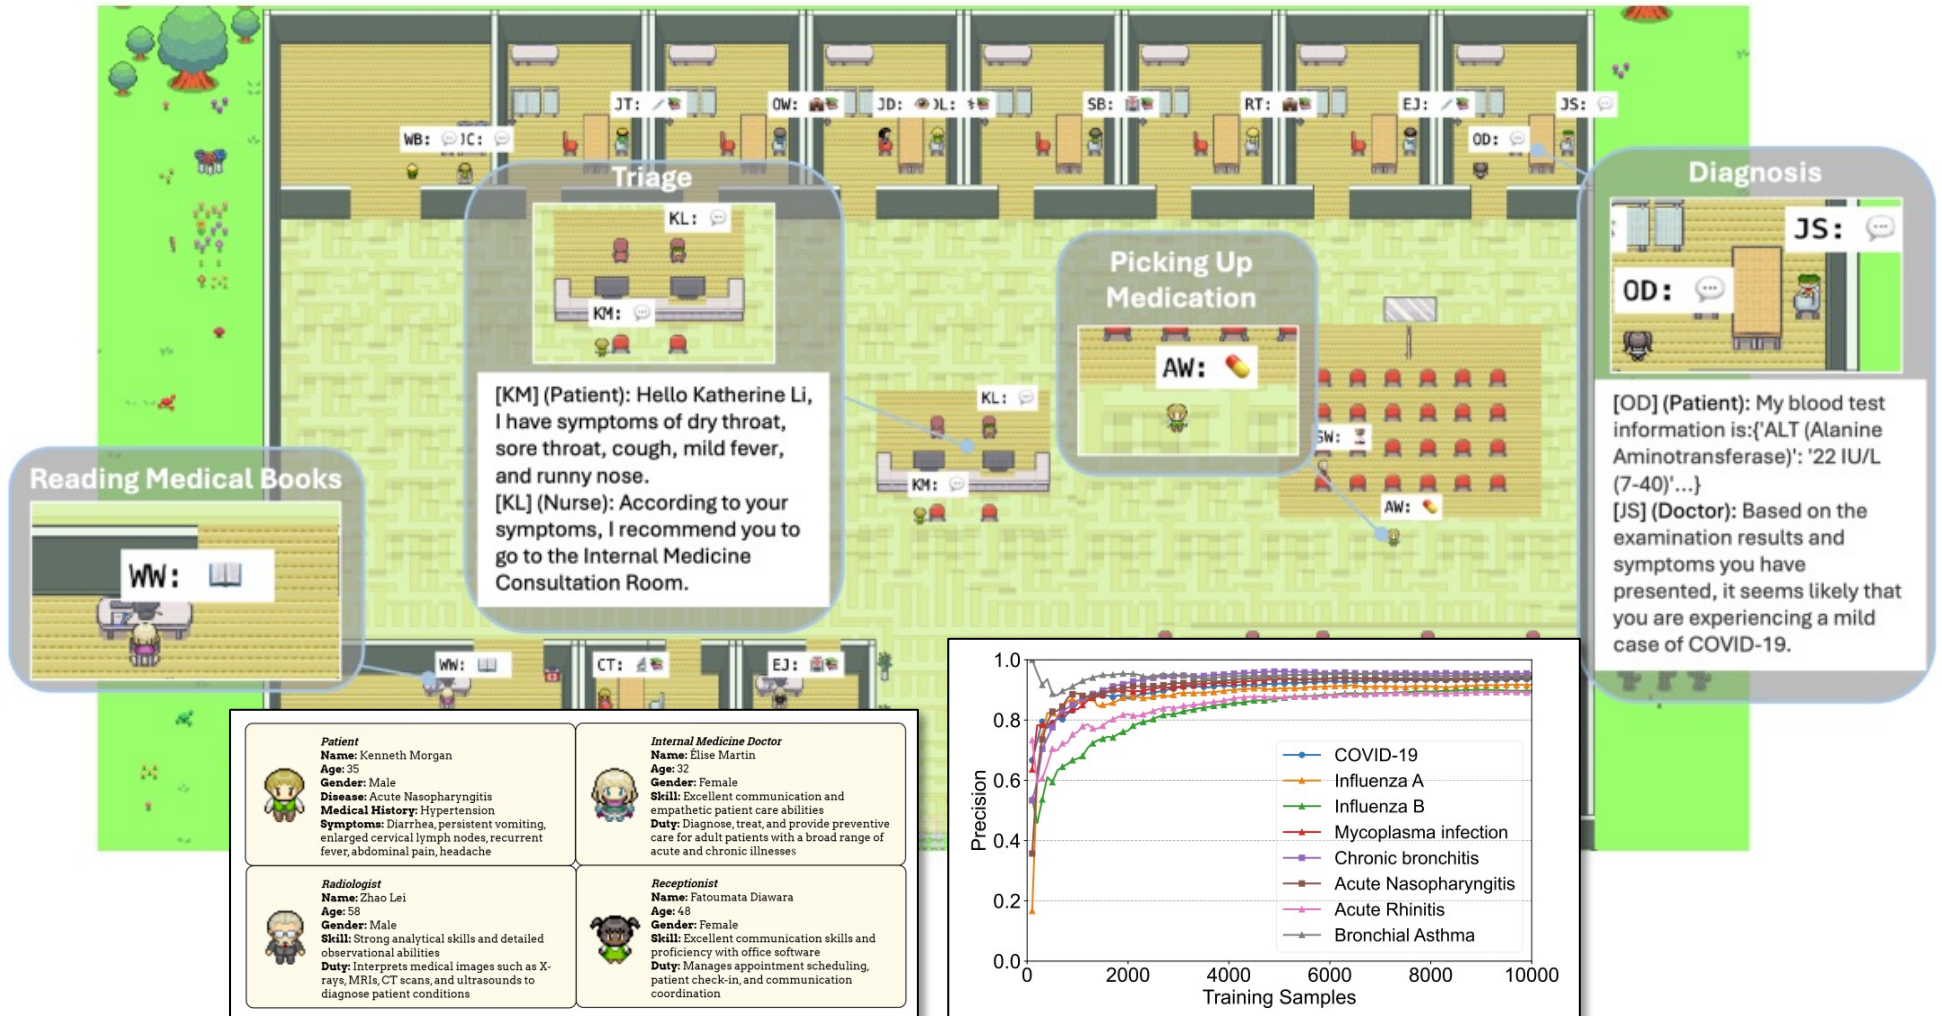 JT:
OW:
JD:
DL:
SB:
RT:
EJ:
JS:
WB:
JC:
OD:
Triage
KL:
KM:
[KM] (Patient): Hello Katherine Li,
I have symptoms of dry throat,
sore throat, cough, mild fever,
and runny nose.
[KL] (Nurse): According to your
symptoms, I recommend you to
go to the Internal Medicine
Consultation Room.
KL:
KM:
Picking Up
Medication
AW:
SW:
AW:
Diagnosis
JS:
OD:
[OD] (Patient): My blood test
information is:{'ALT (Alanine
Aminotransferase)': '22 IU/L
(7-40)'...}
[JS] (Doctor): Based on the
examination results and
symptoms you have
presented, it seems likely that
you are experiencing a mild
case of COVID-19.
Reading Medical Books
WW:
WW:
CT:
EJ:
Patient
Name: Kenneth Morgan
Age: 35
Gender: Male
Disease: Acute Nasopharyngitis
Medical History: Hypertension
Symptoms: Diarrhea, persistent vomiting,
enlarged cervical lymph nodes, recurrent
fever, abdominal pain, headache
Internal Medicine Doctor
Name: Élise Martin
Age: 32
Gender: Female
Skill: Excellent communication and
empathetic patient care abilities
Duty: Diagnose, treat, and provide preventive
care for adult patients with a broad range of
acute and chronic illnesses
Radiologist
Name: Zhao Lei
Age: 58
Gender: Male
Skill: Strong analytical skills and detailed
observational abilities
Duty: Interprets medical images such as X-
rays, MRIs, CT scans, and ultrasounds to
diagnose patient conditions
Receptionist
Name: Fatoumata Diawara
Age: 48
Gender: Female
Skill: Excellent communication skills and
proficiency with office software
Duty: Manages appointment scheduling,
patient check-in, and communication
coordination
1.0
0.8
0.6
0.4
0.2
0.0
Precision
COVID-19
Influenza A
Influenza B
Mycoplasma infection
Chronic bronchitis
Acute Nasopharyngitis
Acute Rhinitis
Bronchial Asthma
0
2000
4000
6000
8000
10000
Training Samples